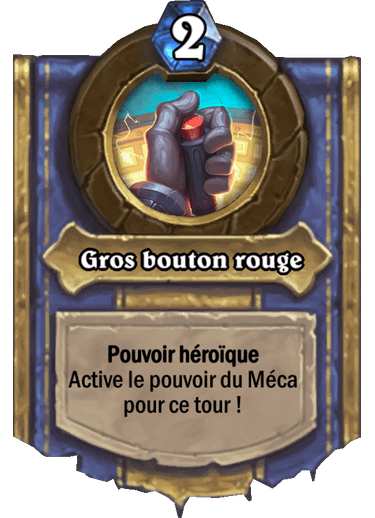 2
Gros bouton rouge
Pouvoir héroïque
Active le pouvoir du Méca
pour ce tour !